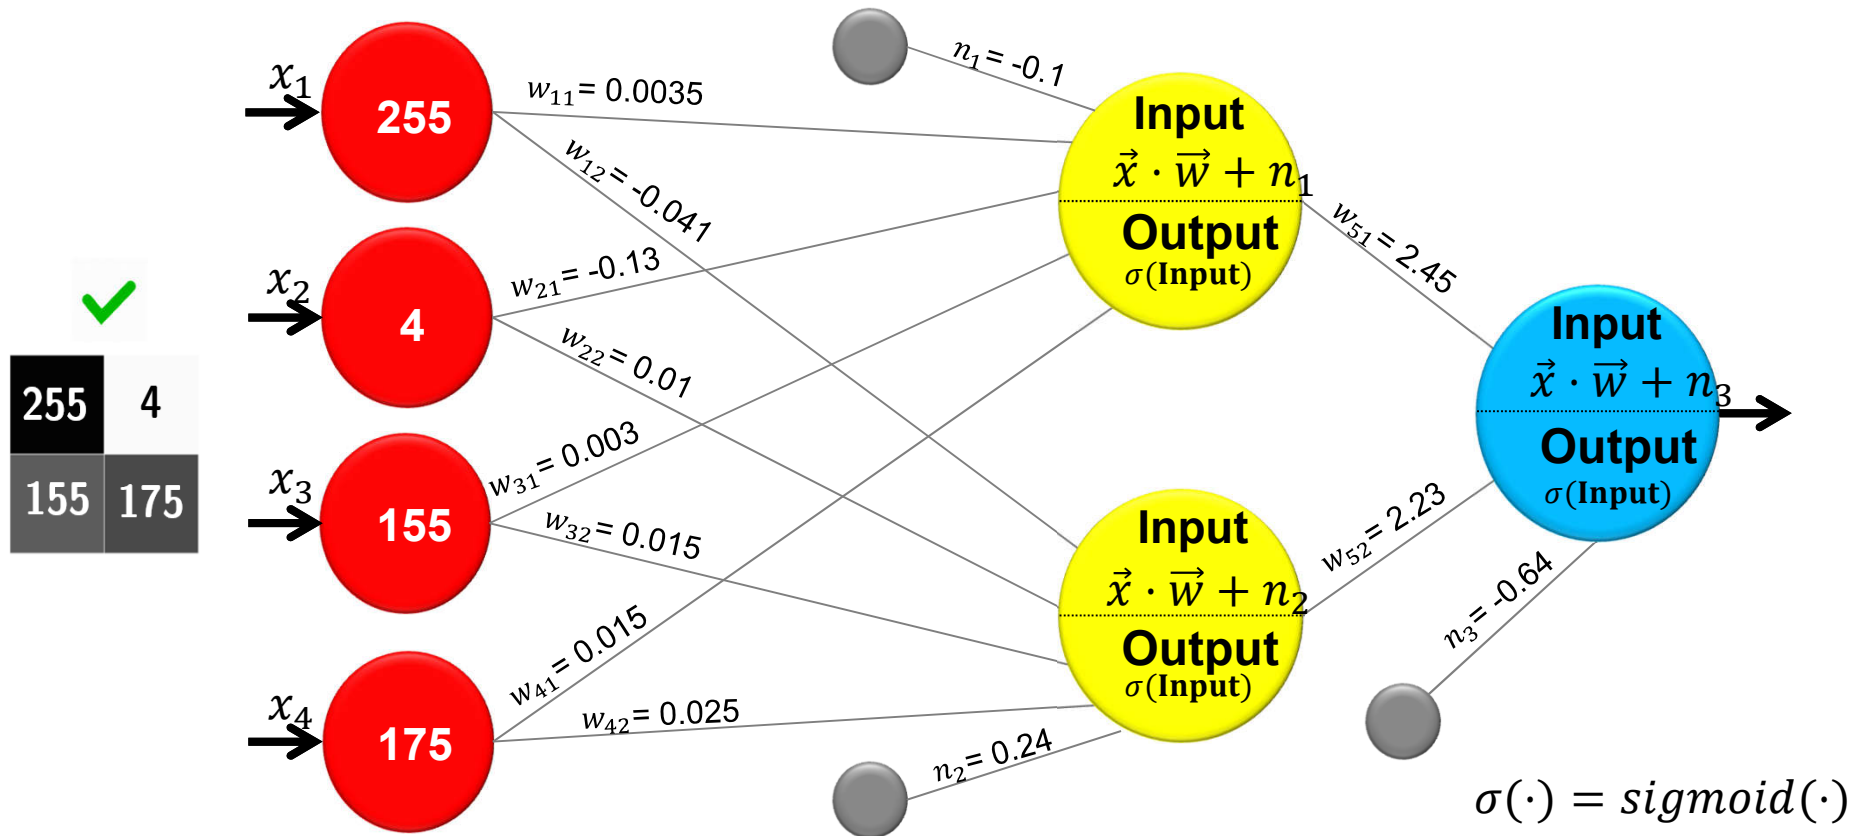 255 4
155 175
x₁
255
x₂
4
x₃
155
x₄
175
w₁₁= 0.0035
w₁₂= -0.041
w₂₁= -0.13
w₂₂= 0.01
w₃₁= 0.003
w₃₂= 0.015
w₄₁= 0.015
w₄₂= 0.025
n₁= -0.1
Input
x⃗ · w⃗ + n₁
Output
σ(Input)
n₂= 0.24
Input
x⃗ · w⃗ + n₂
Output
σ(Input)
w₅₁= 2.45
w₅₂= 2.23
n₃= -0.64
Input
x⃗ · w⃗ + n₃
Output
σ(Input)
σ(·) = sigmoid(·)